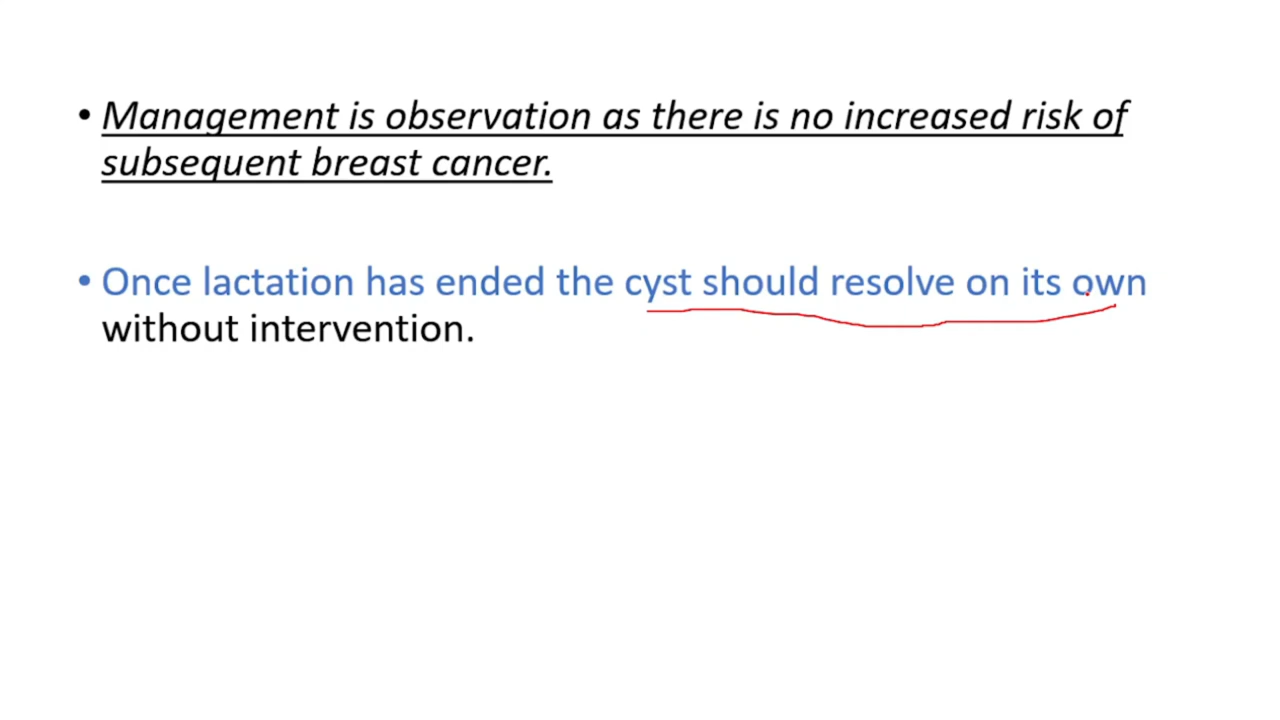 • Management is observation as there is no increased risk of
subsequent breast cancer.
• Once lactation has ended the cyst should resolve on its own
without intervention.